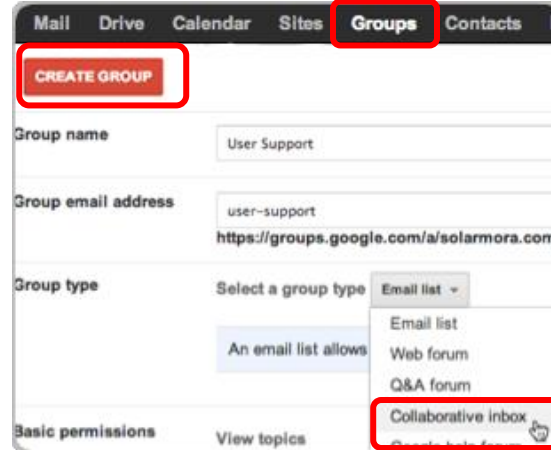 Mail Drive Calendar Sites Groups Contacts
CREATE GROUP
Group name User Support
Group email address user-support
https://groups.google.com/a/solarmora.com
Group type Select a group type Email list
Email list
An email list allows
Web forum
Q&A forum
Collaborative inbox
Basic permissions View topics